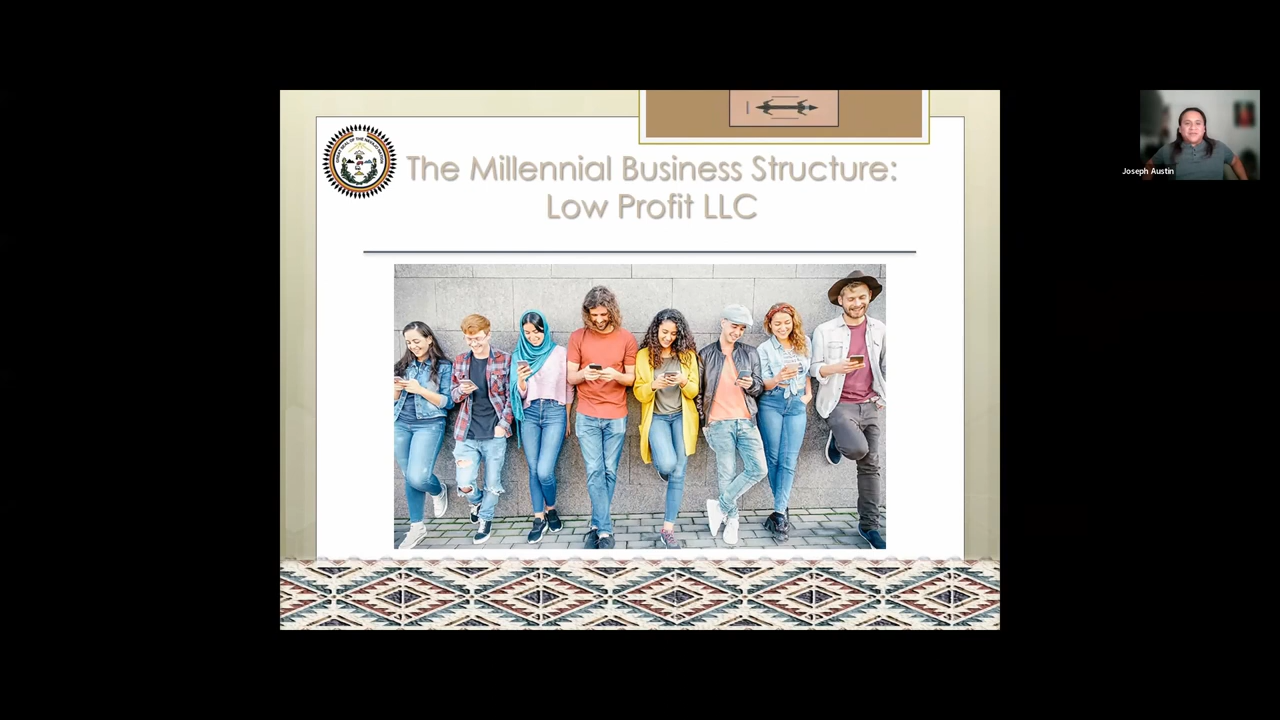 The Millennial Business Structure:
Low Profit LLC
Joseph Austin